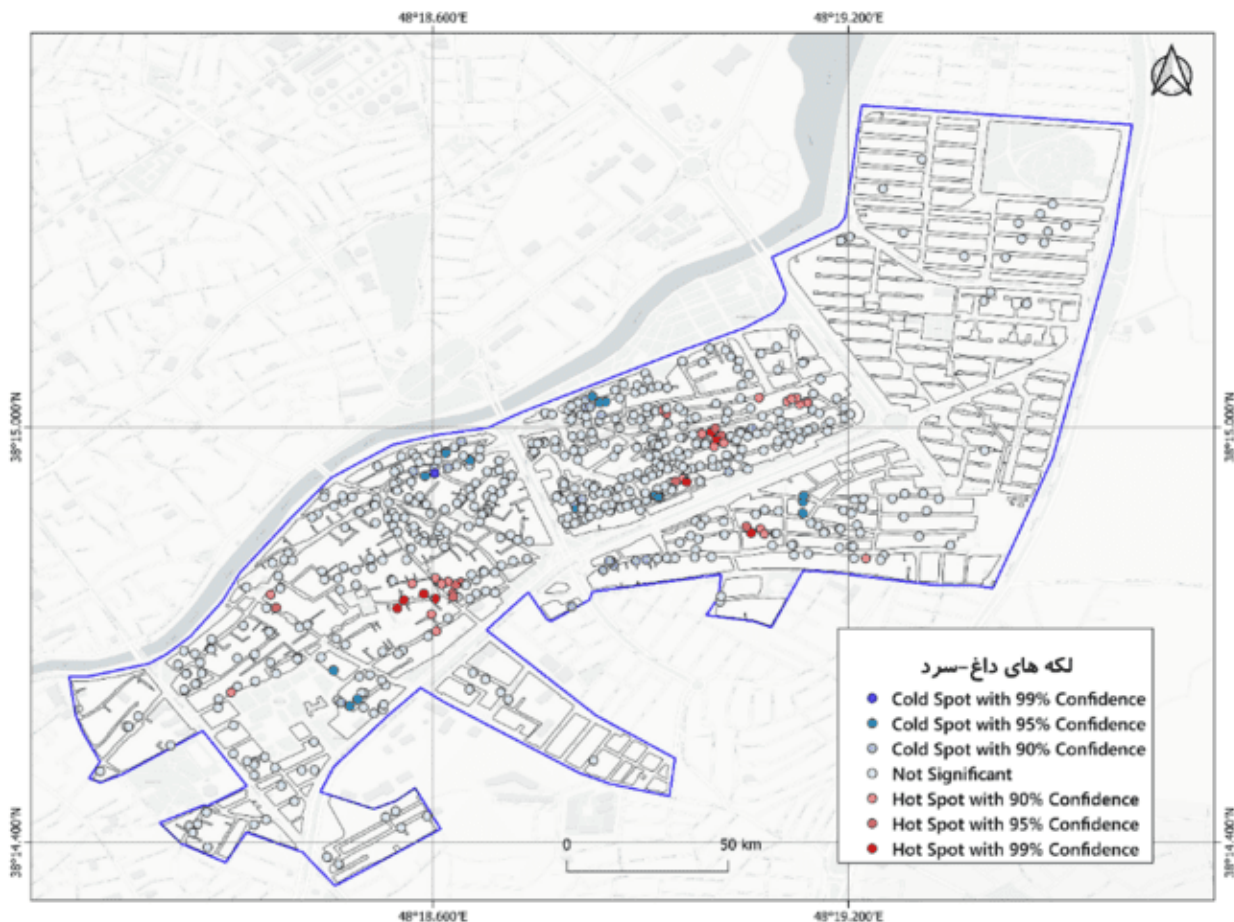 48°18.600'E
48°19.200'E
38°15.000'N
38°15.000'N
لکه های داغ-سرد
Cold Spot with 99% Confidence
Cold Spot with 95% Confidence
Cold Spot with 90% Confidence
Not Significant
Hot Spot with 90% Confidence
Hot Spot with 95% Confidence
Hot Spot with 99% Confidence
0
50 km
38°14.400'N
38°14.400'N
48°18.600'E
48°19.200'E